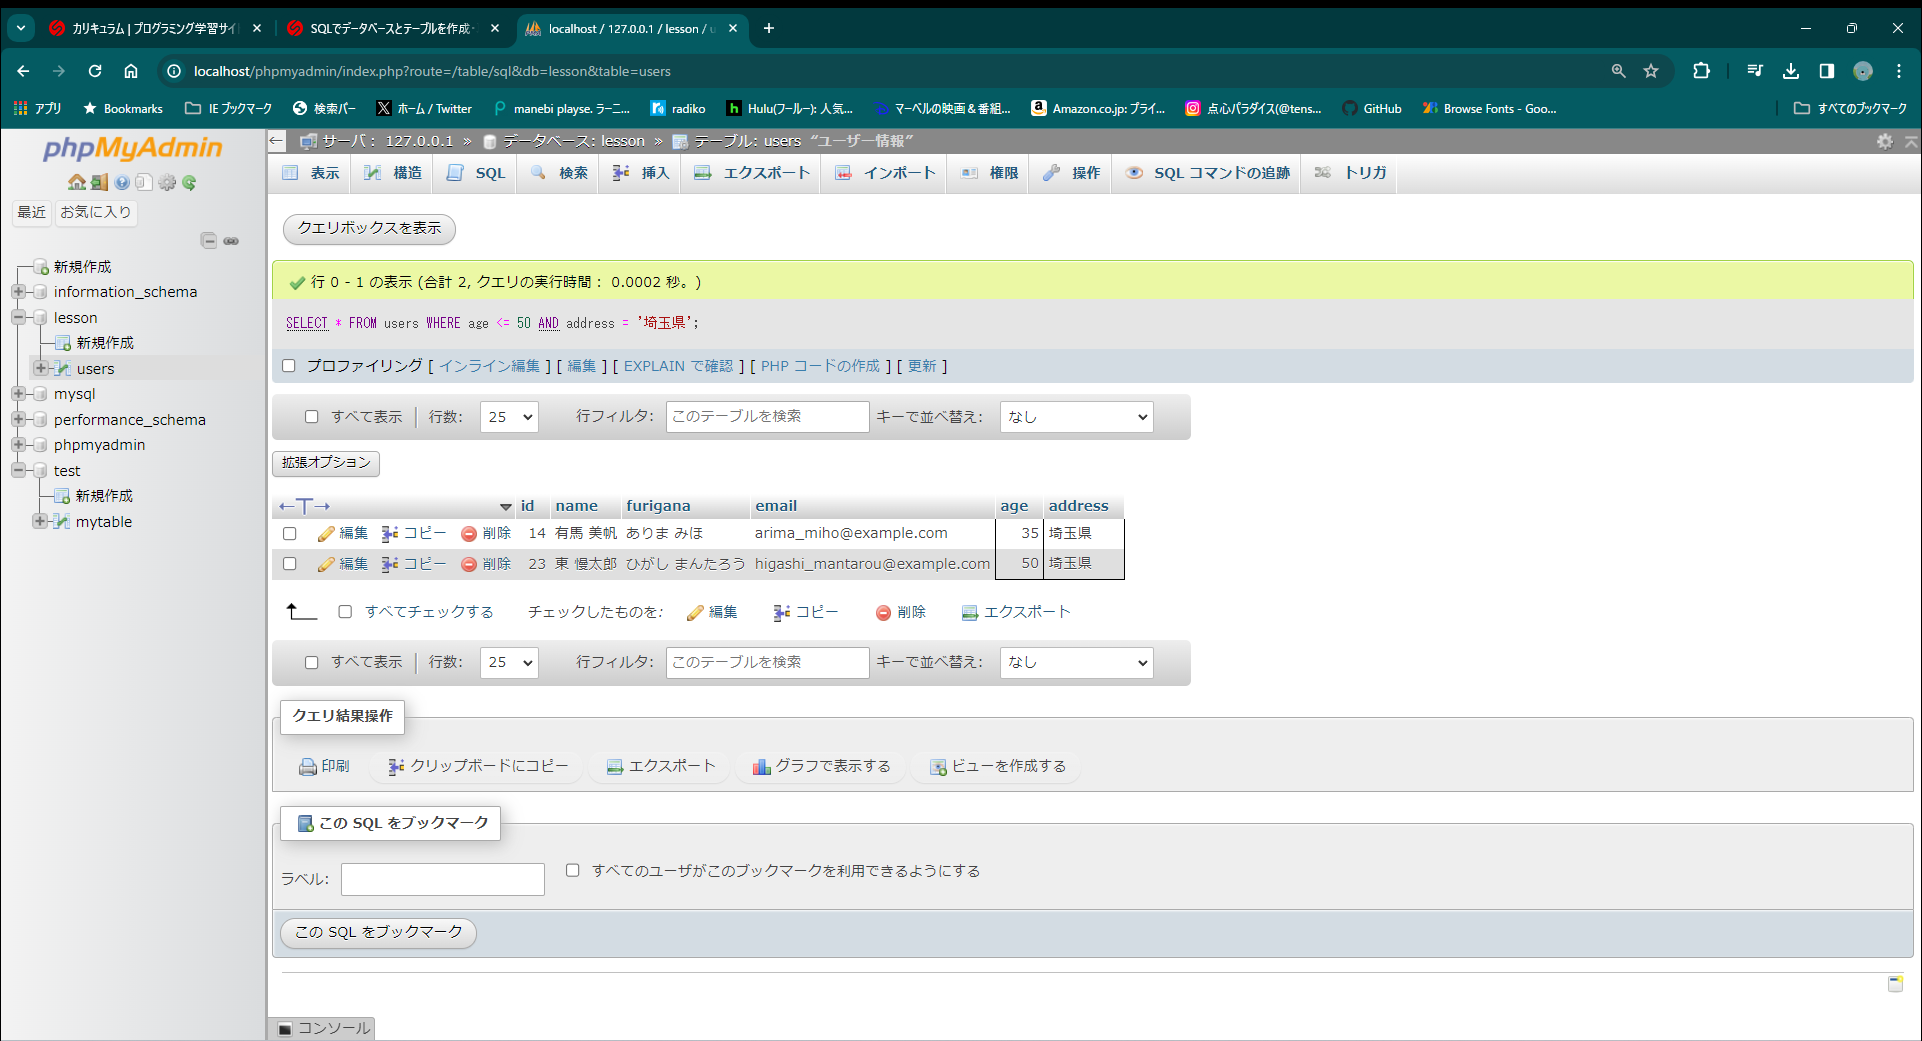 カリキュラム | プログラミング学習サイト
SQLでデータベースとテーブルを作成・
localhost / 127.0.0.1 / lesson / u
localhost/phpmyadmin/index.php?route=/table/sql&db=lesson&table=users
アプリ Bookmarks IE ブックマーク 検索バー ホーム / Twitter manebi playse. ラーニ... radiko Hulu(フールー): 人気... マーベルの映画＆番組... Amazon.co.jp: プライ... 点心パラダイス(@tens... GitHub Browse Fonts - Goo... すべてのブックマーク
phpMyAdmin
最近 お気に入り
新規作成
information_schema
lesson
新規作成
users
mysql
performance_schema
phpmyadmin
test
新規作成
mytable
サーバ： 127.0.0.1 » データベース: lesson » テーブル: users “ユーザー情報”
表示 構造 SQL 検索 挿入 エクスポート インポート 権限 操作 SQL コマンドの追跡 トリガ
クエリボックスを表示
行 0 - 1 の表示 (合計 2, クエリの実行時間： 0.0002 秒。)
SELECT * FROM users WHERE age <= 50 AND address = '埼玉県';
プロファイリング [ インライン編集 ] [ 編集 ] [ EXPLAIN で確認 ] [ PHP コードの作成 ] [ 更新 ]
すべて表示 行数: 25 行フィルタ: このテーブルを検索 キーで並べ替え: なし
拡張オプション
←T→ id name furigana email age address
編集 コピー 削除 14 有馬 美帆 ありま みほ arima_miho@example.com 35 埼玉県
編集 コピー 削除 23 東 慢太郎 ひがし まんたろう higashi_mantarou@example.com 50 埼玉県
すべてチェックする チェックしたものを: 編集 コピー 削除 エクスポート
すべて表示 行数: 25 行フィルタ: このテーブルを検索 キーで並べ替え: なし
クエリ結果操作
印刷 クリップボードにコピー エクスポート グラフで表示する ビューを作成する
この SQL をブックマーク
ラベル: すべてのユーザがこのブックマークを利用できるようにする
この SQL をブックマーク
コンソール